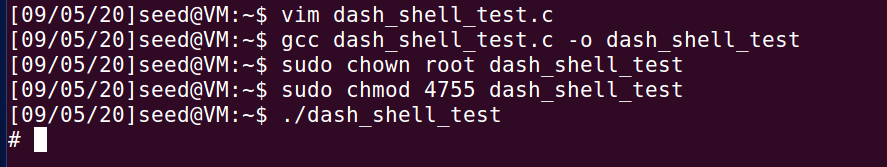 [09/05/20]seed@VM:~$ vim dash_shell_test.c
[09/05/20]seed@VM:~$ gcc dash_shell_test.c -o dash_shell_test
[09/05/20]seed@VM:~$ sudo chown root dash_shell_test
[09/05/20]seed@VM:~$ sudo chmod 4755 dash_shell_test
[09/05/20]seed@VM:~$ ./dash_shell_test
#